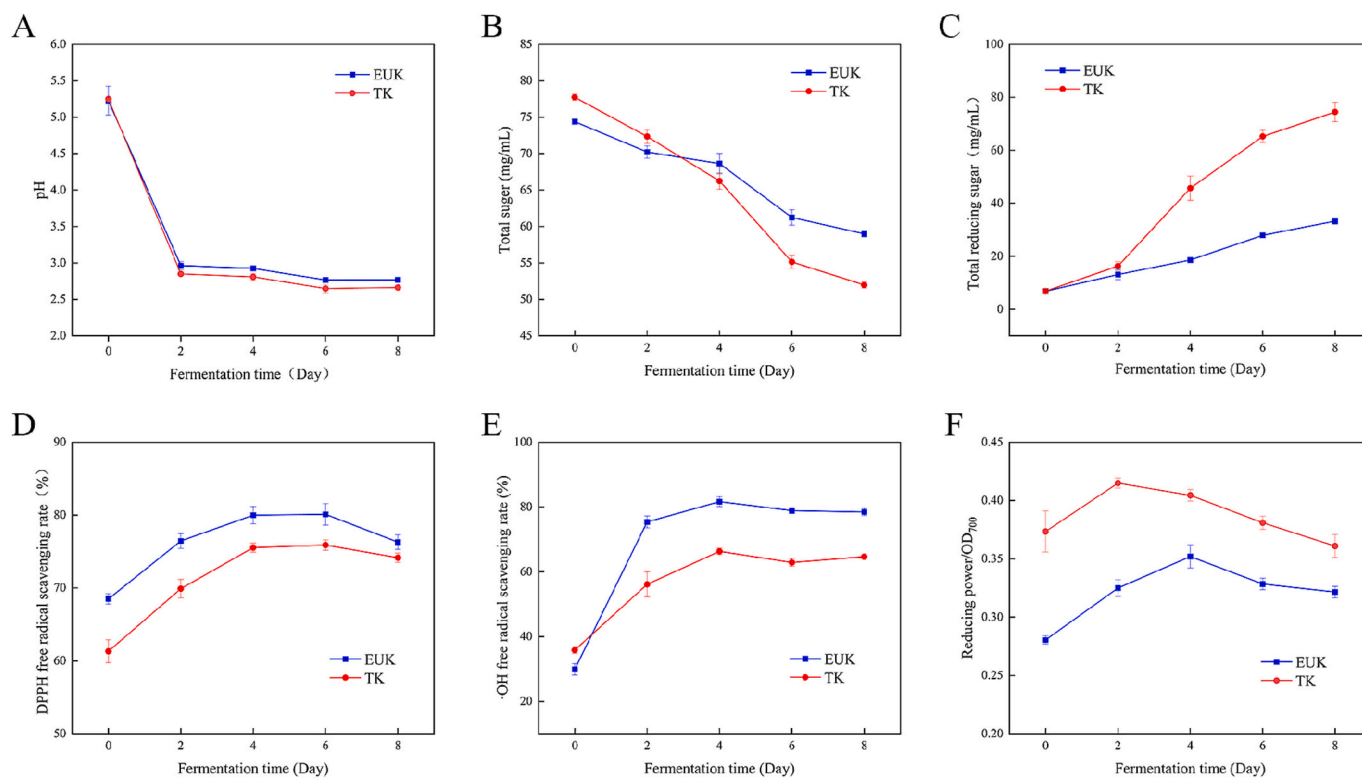 A
6.0
5.5
5.0
4.5
4.0
3.5
3.0
2.5
2.0
pH
EUK
TK
0 2 4 6 8
Fermentation time（Day）
B
85
80
75
70
65
60
55
50
45
Total suger (mg/mL)
EUK
TK
0 2 4 6 8
Fermentation time (Day)
C
100
80
60
40
20
0
Total reducing sugar（mg/mL）
EUK
TK
0 2 4 6 8
Fermentation time (Day)
D
90
80
70
60
50
DPPH free radical scavenging rate（%）
EUK
TK
0 2 4 6 8
Fermentation time (Day)
E
100
80
60
40
20
·OH free radical scavenging rate (%)
EUK
TK
0 2 4 6 8
Fermentation time (Day)
F
0.45
0.40
0.35
0.30
0.25
0.20
Reducing power/OD₇₀₀
EUK
TK
0 2 4 6 8
Fermentation time (Day)